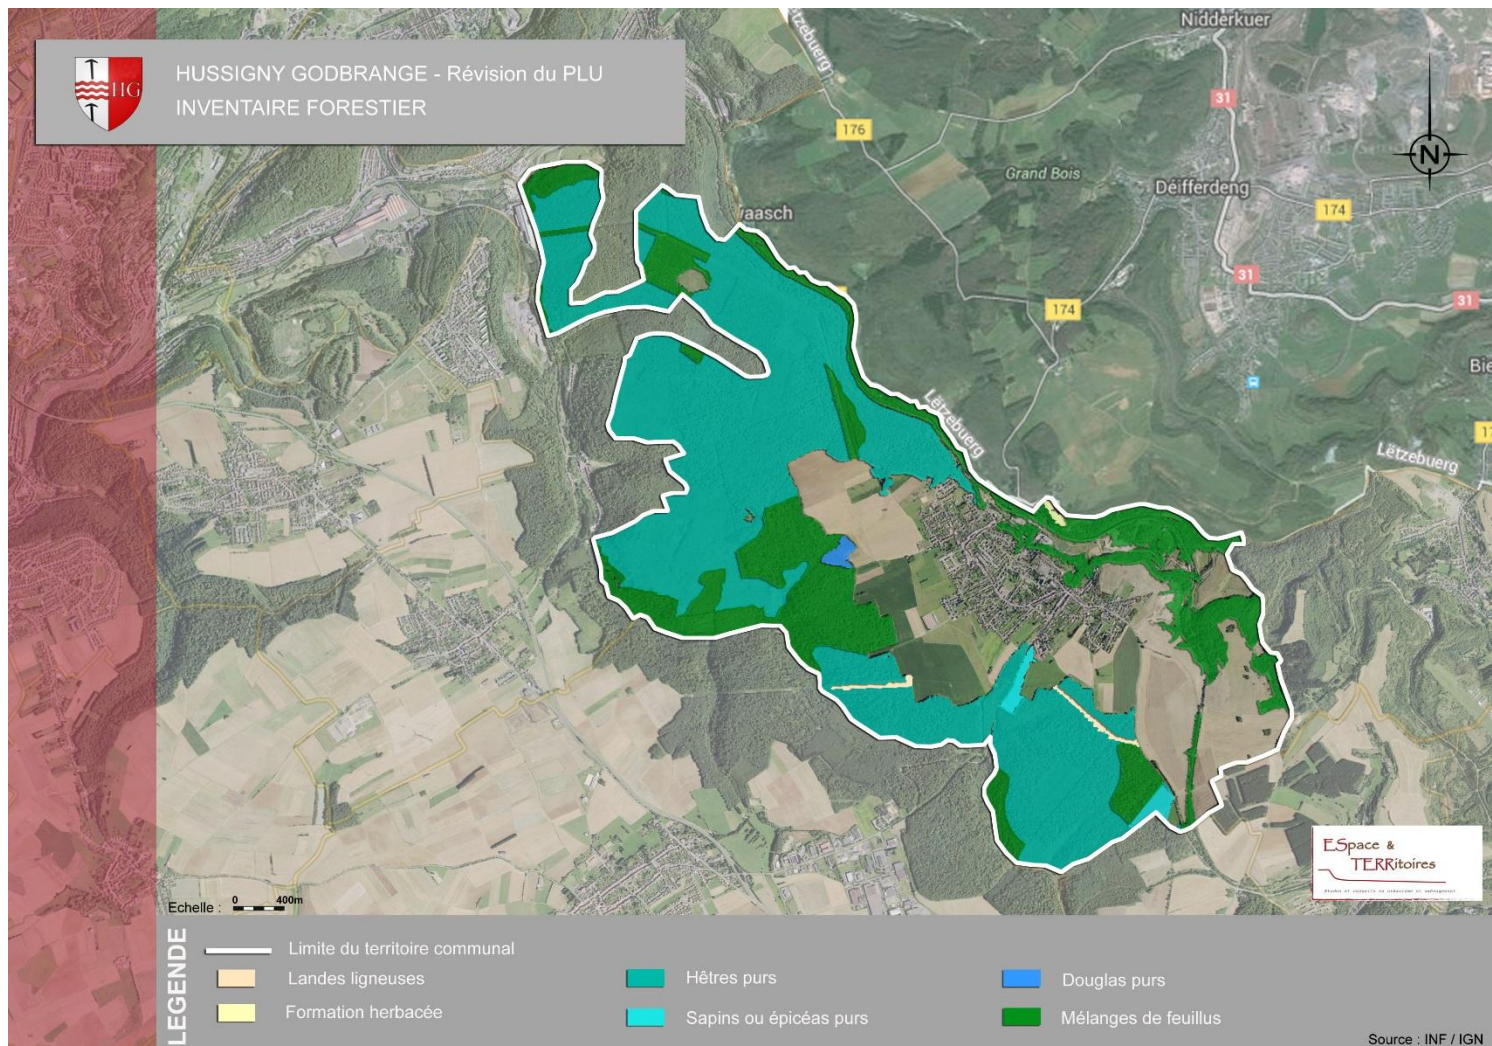 HG
HUSSIGNY GODBRANGE - Révision du PLU
INVENTAIRE FORESTIER
Nidderkuer
31
176
Grand Bois
Déifferdeng
174
N
31
31
174
Lëtzebuerg
Lëtzebuerg
ESpace &
TERRitoires
Echelle : 0 400m
LEGENDE
Limite du territoire communal
Landes ligneuses
Formation herbacée
Hêtres purs
Sapins ou épicéas purs
Douglas purs
Mélanges de feuillus
Source : INF / IGN